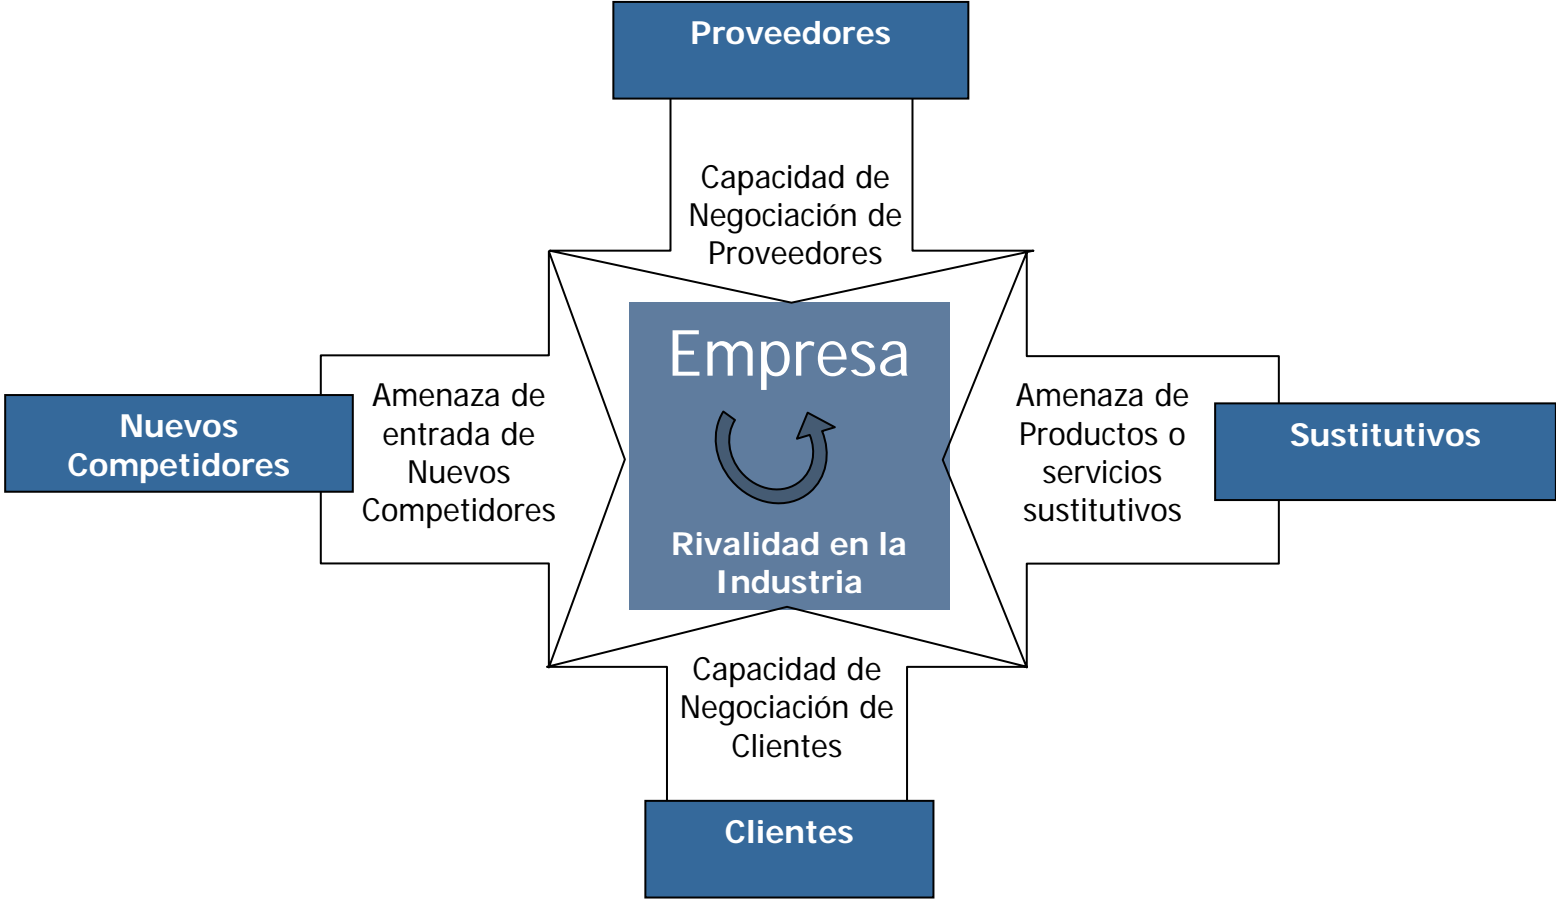 Proveedores
Capacidad de
Negociación de
Proveedores
Nuevos
Competidores
Amenaza de
entrada de
Nuevos
Competidores
Empresa
Rivalidad en la
Industria
Amenaza de
Productos o
servicios
sustitutivos
Sustitutivos
Capacidad de
Negociación de
Clientes
Clientes